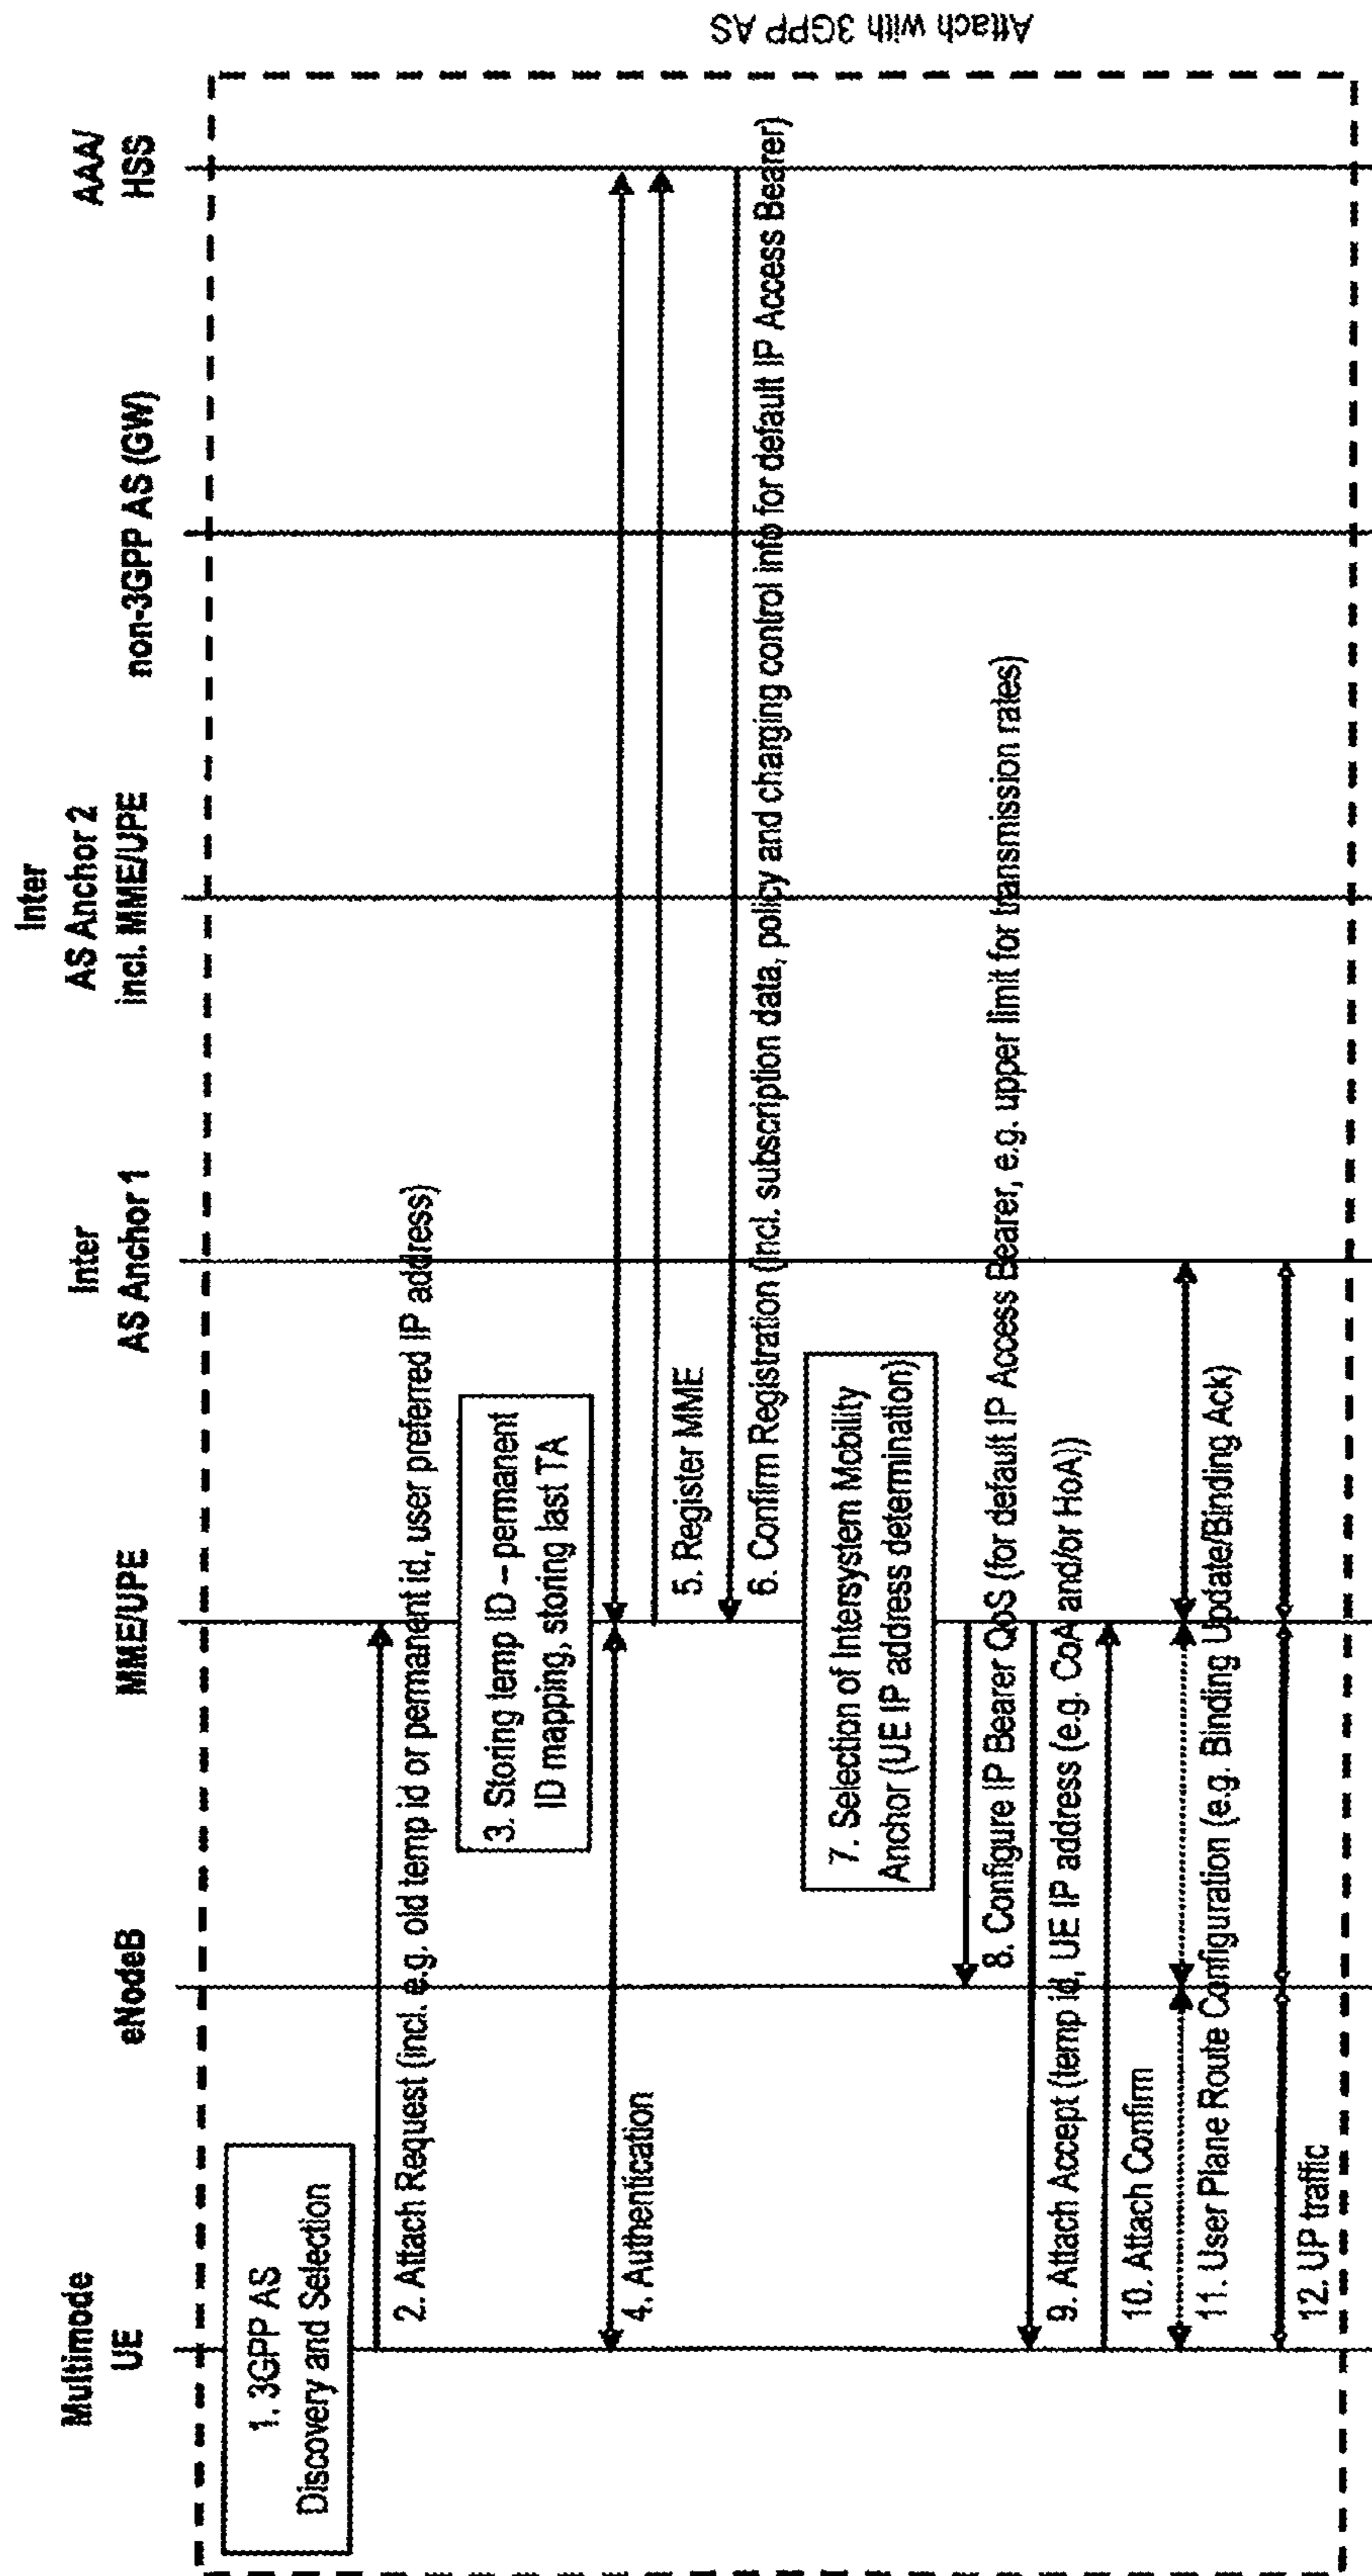 Multimode
UE
eNodeB
MME/UPE
Inter
AS Anchor 1
Inter
AS Anchor 2
incl. MME/UPE
non-3GPP AS (GW)
AAA/
HSS
1. 3GPP AS
Discovery and Selection
2. Attach Request (incl. e.g. old temp id or permanent id, user preferred IP address)
3. Storing temp ID – permanent
ID mapping, storing last TA
4. Authentication
5. Register MME
6. Confirm Registration (incl. subscription data, policy and charging control info for default IP Access Bearer)
7. Selection of Intersystem Mobility
Anchor (UE IP address determination))
8. Configure IP Bearer QoS (for default IP Access Bearer, e.g. upper limit for transmission rates)
9. Attach Accept (temp id, UE IP address (e.g. CoA and/or HoA))
10. Attach Confirm
11. User Plane Route Configuration (e.g. Binding Update/Binding Ack)
12. UP traffic
Attach with 3GPP AS